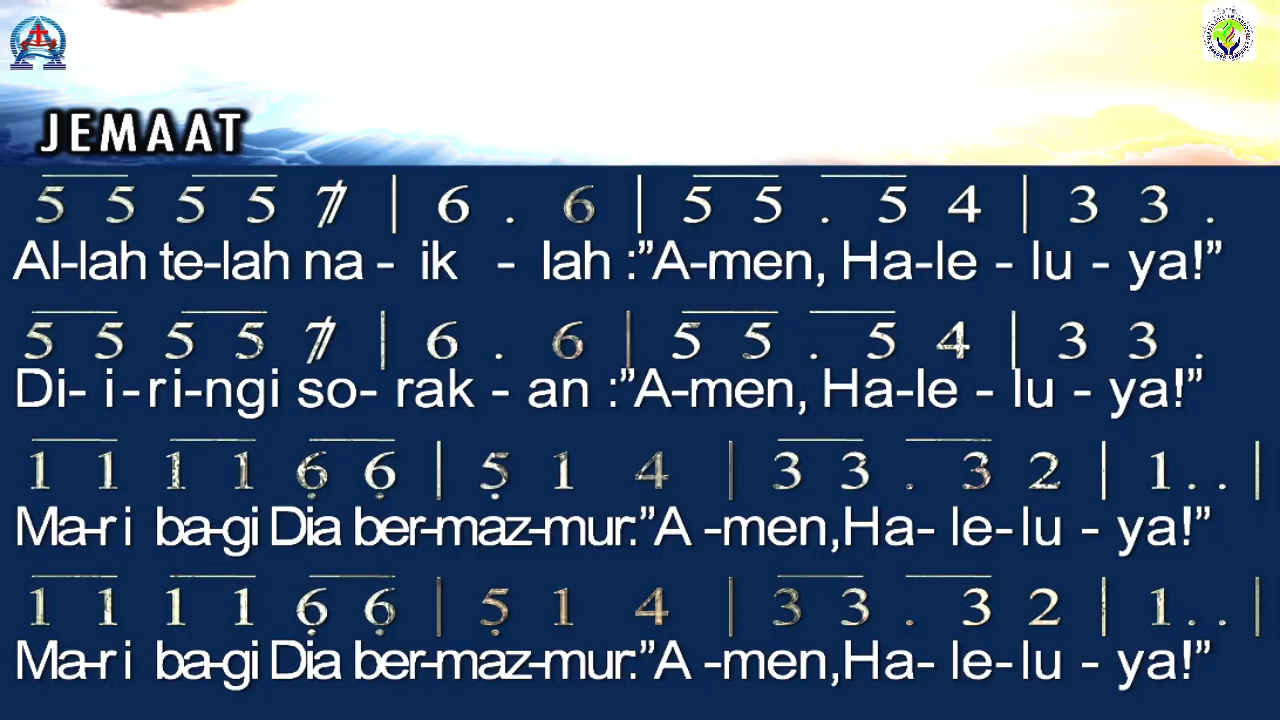 JEMAAT
5 5 5 5 7̸ | 6 . 6 | 5 5 . 5 4 | 3 3 .
Al-lah te-lah na - ik - lah :”A-men, Ha-le - lu - ya!”
5 5 5 5 7̸ | 6 . 6 | 5 5 . 5 4 | 3 3 .
Di- i-ri-ngi so- rak - an :”A-men, Ha-le - lu - ya!”
1 1 1 1 6̣ 6̣ | 5̣ 1 4 | 3 3 . 3 2 | 1 . . |
Ma-ri ba-gi Dia ber-maz-mur:”A -men,Ha- le-lu - ya!”
1 1 1 1 6̣ 6̣ | 5̣ 1 4 | 3 3 . 3 2 | 1 . . |
Ma-ri ba-gi Dia ber-maz-mur:”A -men,Ha- le-lu - ya!”